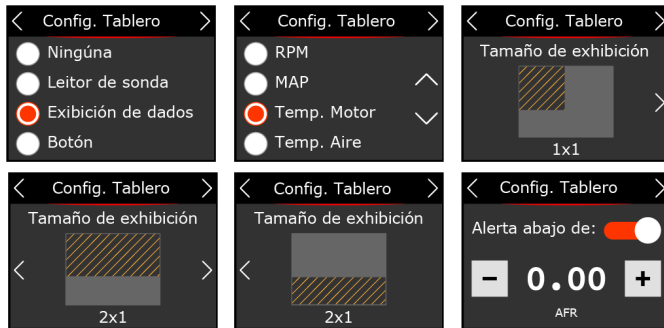 Config. Tablero
Ningúna
Leitor de sonda
Exibición de dados
Botón
Config. Tablero
RPM
MAP
Temp. Motor
Temp. Aire
Config. Tablero
Tamaño de exhibición
1x1
Config. Tablero
Tamaño de exhibición
2x1
Config. Tablero
Tamaño de exhibición
2x1
Config. Tablero
Alerta abajo de:
- 0.00 +
AFR